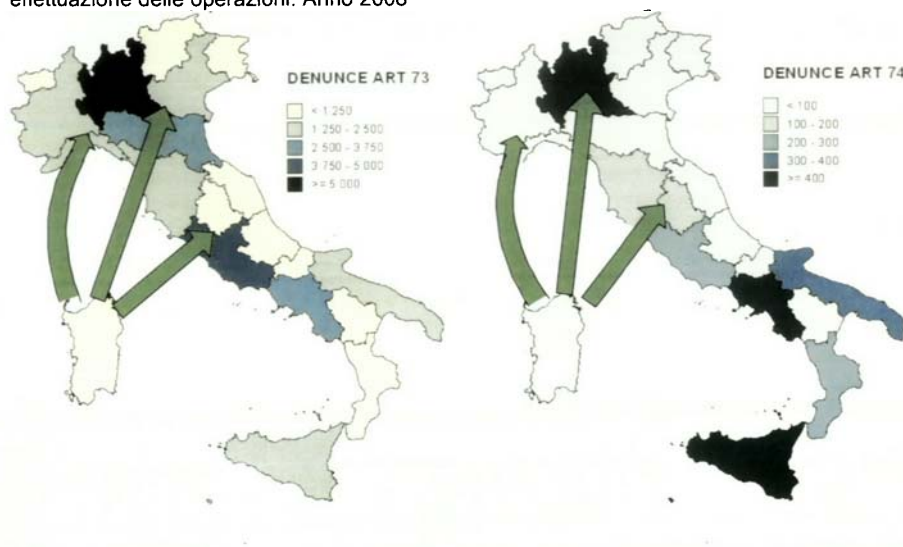 effettuazione delle operazioni. Anno 2008
DENUNCE ART 73
< 1 250
1 250 - 2 500
2 500 - 3 750
3 750 - 5 000
>= 5 000
DENUNCE ART 74
< 100
100 - 200
200 - 300
300 - 400
>= 400